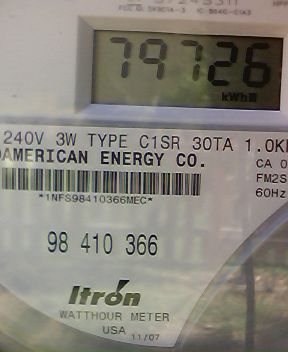 79726
kWh
240V 3W TYPE C1SR 30TA 1.0K
AMERICAN ENERGY CO.
CA 0
FM2S
60Hz
*1NFS98410366MEC*
98 410 366
Itron
WATTHOUR METER
USA 11/07